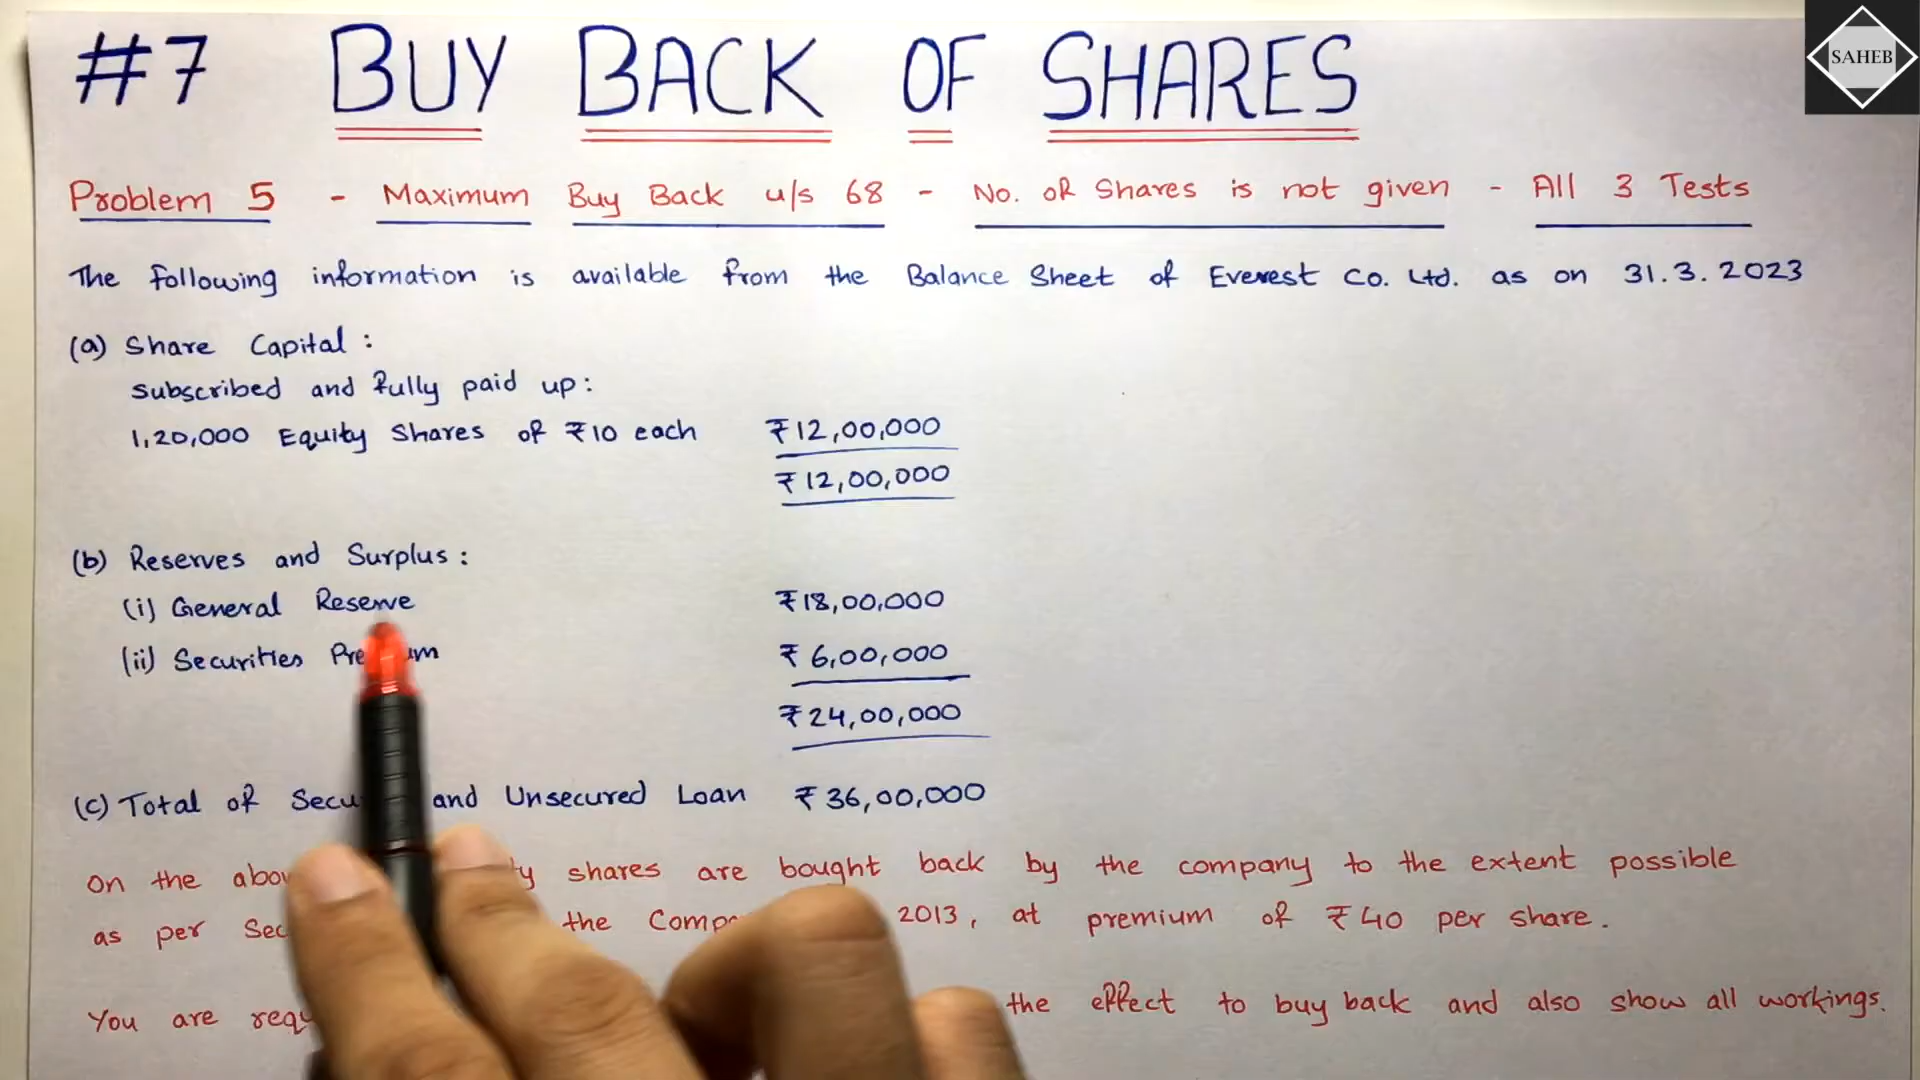 #7 BUY BACK OF SHARES
SAHEB
Problem 5 - Maximum Buy Back u/s 68 - No. of Shares is not given - All 3 Tests
The following information is available from the Balance Sheet of Everest Co. Ltd. as on 31.3.2023
(a) Share Capital :
Subscribed and fully paid up :
1,20,000 Equity Shares of ₹10 each ₹12,00,000
₹12,00,000
(b) Reserves and Surplus :
(i) General Reserve ₹18,00,000
(ii) Securities Premium ₹6,00,000
₹24,00,000
(c) Total of and Unsecured Loan ₹36,00,000
On the shares are bought back by the company to the extent possible
as per the 2013, at premium of ₹40 per share.
You are the effect to buy back and also show all workings.